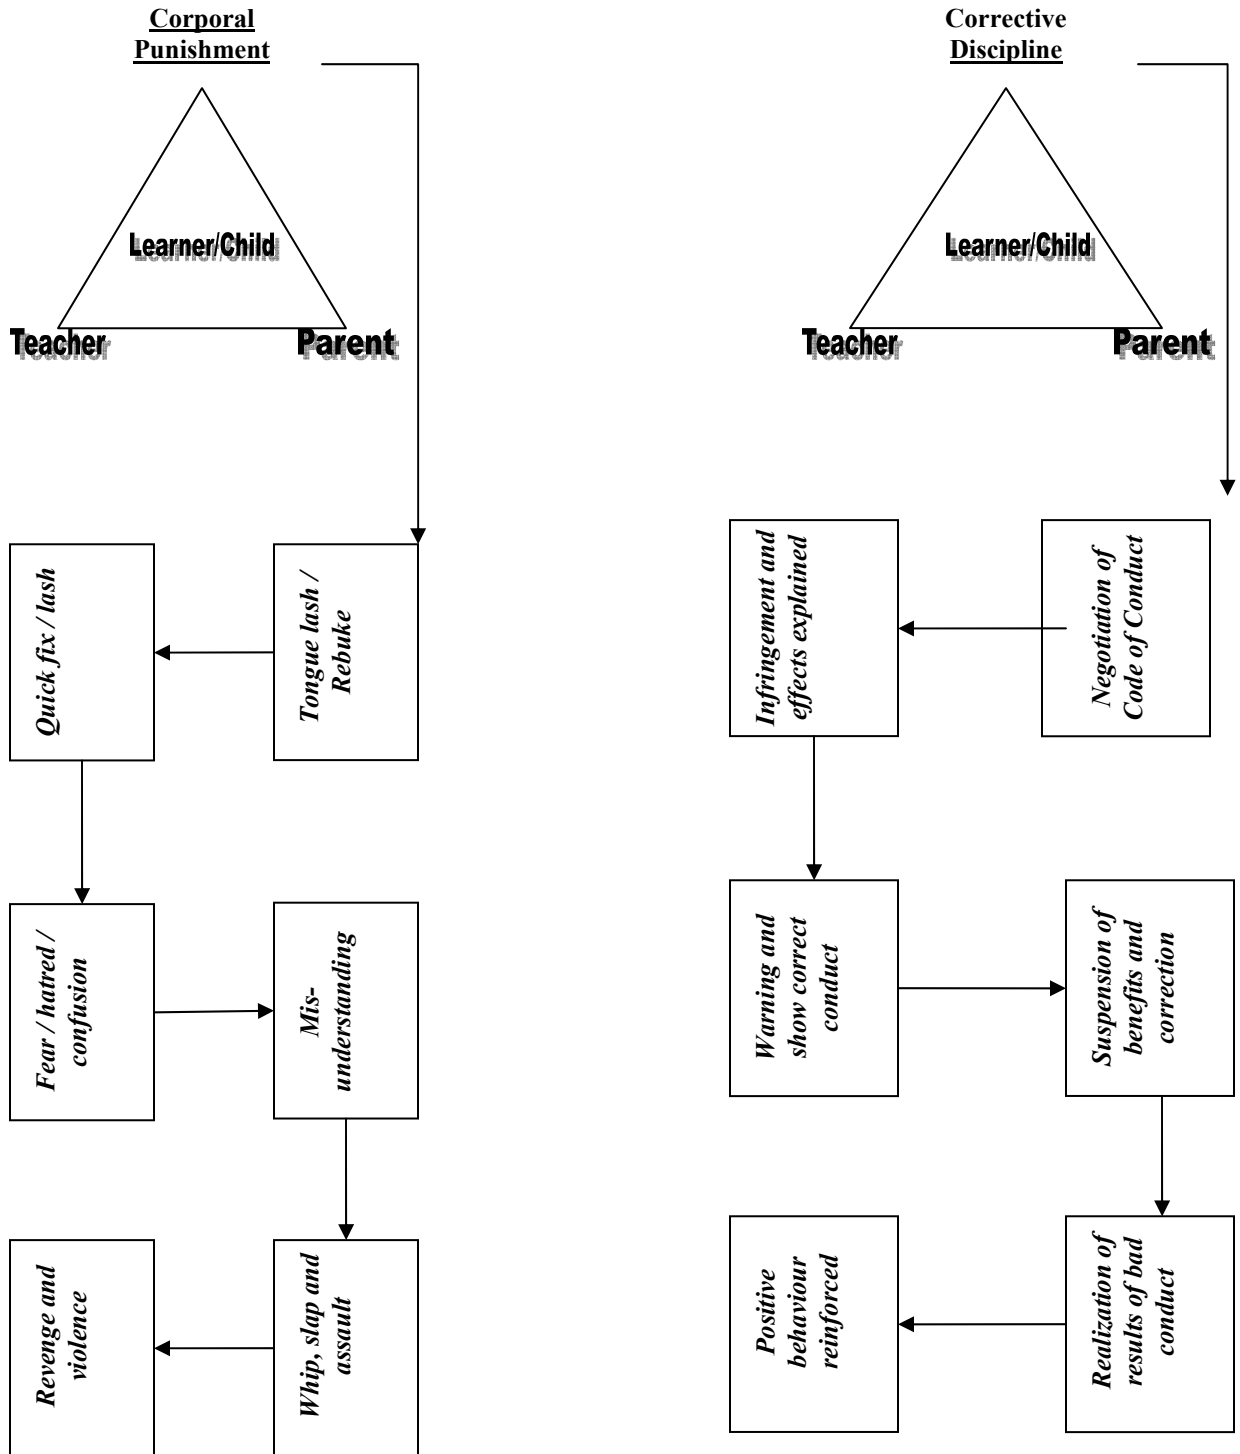 Corporal
Punishment
Learner/Child
Teacher
Parent
Tongue lash /
Rebuke
Quick fix / lash
Fear / hatred /
confusion
Mis-
understanding
Whip, slap and
assault
Revenge and
violence
Corrective
Discipline
Learner/Child
Teacher
Parent
Negotiation of
Code of Conduct
Infringement and
effects explained
Warning and
show correct
conduct
Suspension of
benefits and
correction
Realization of
results of bad
conduct
Positive
behaviour
reinforced